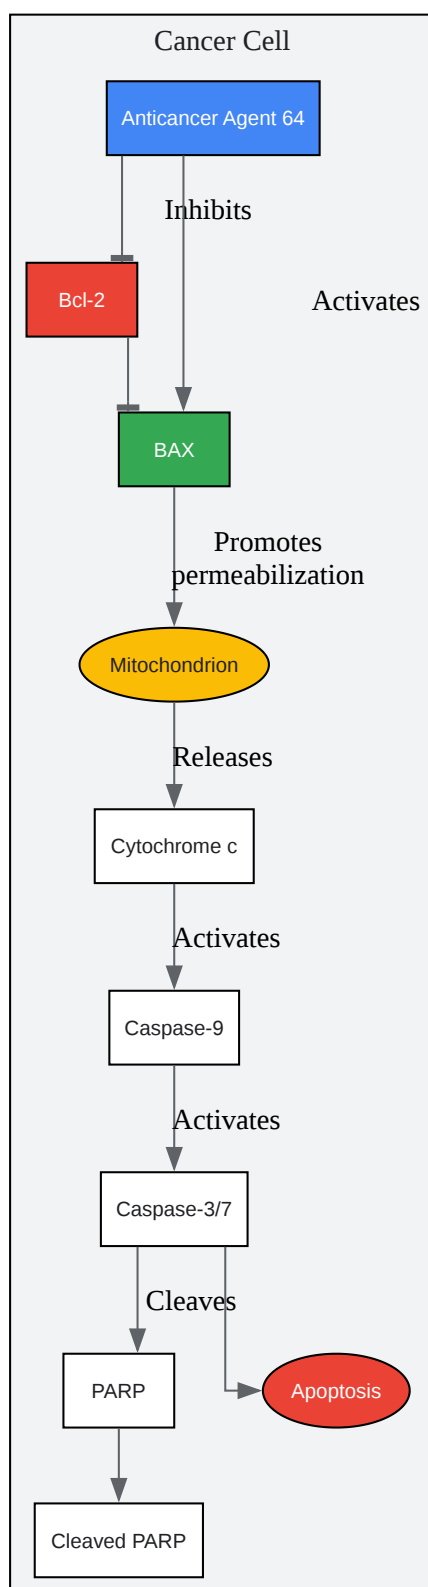 Cancer Cell
Anticancer Agent 64
Inhibits
Bcl-2
Activates
BAX
Promotes
permeabilization
Mitochondrion
Releases
Cytochrome c
Activates
Caspase-9
Activates
Caspase-3/7
Cleaves
PARP
Apoptosis
Cleaved PARP